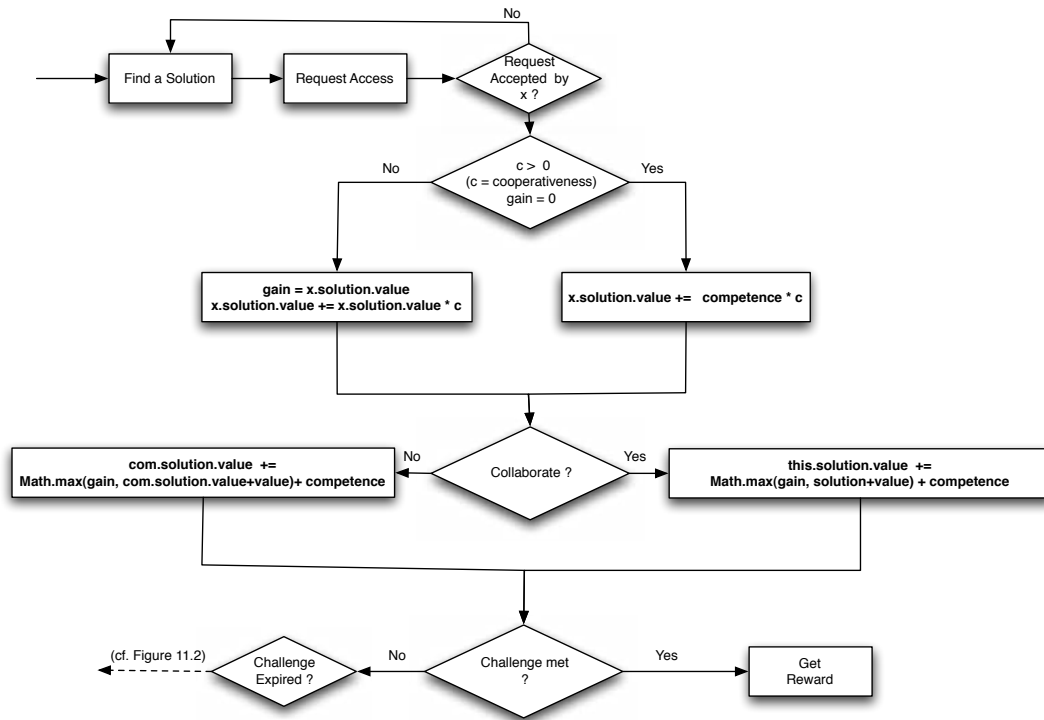 No
Find a Solution
Request Access
Request
Accepted by
x ?
No
c > 0
(c = cooperativeness)
gain = 0
Yes
gain = x.solution.value
x.solution.value += x.solution.value * c
x.solution.value += competence * c
com.solution.value +=
Math.max(gain, com.solution.value+value)+ competence
No
Collaborate ?
Yes
this.solution.value +=
Math.max(gain, solution+value) + competence
(cf. Figure 11.2)
Challenge
Expired ?
No
Challenge met
?
Yes
Get
Reward